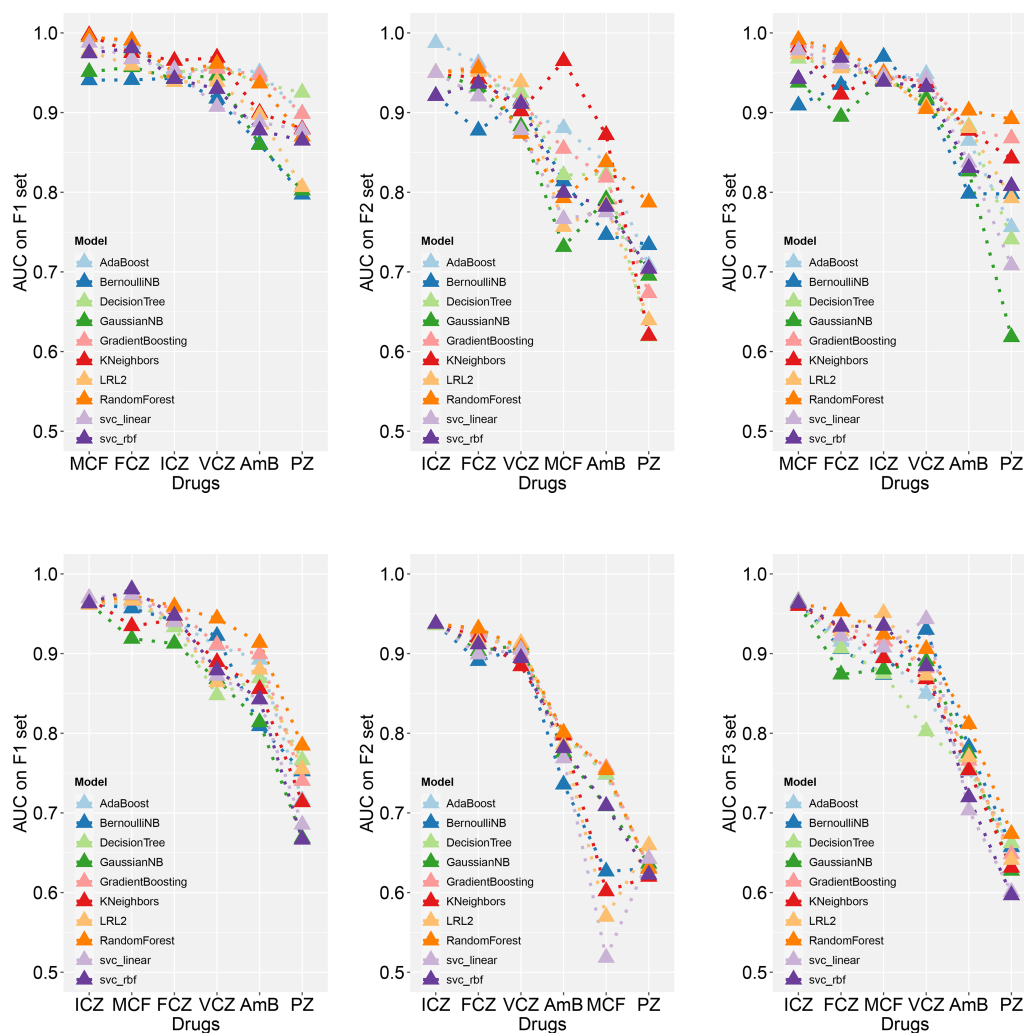 AUC on F1 set
1.0
0.9
0.8
0.7
0.6
0.5
Model
AdaBoost
BernoulliNB
DecisionTree
GaussianNB
GradientBoosting
KNeighbors
LRL2
RandomForest
svc_linear
svc_rbf
MCF FCZ ICZ VCZ AmB PZ
Drugs
AUC on F2 set
1.0
0.9
0.8
0.7
0.6
0.5
Model
AdaBoost
BernoulliNB
DecisionTree
GaussianNB
GradientBoosting
KNeighbors
LRL2
RandomForest
svc_linear
svc_rbf
ICZ FCZ VCZ MCF AmB PZ
Drugs
AUC on F3 set
1.0
0.9
0.8
0.7
0.6
0.5
Model
AdaBoost
BernoulliNB
DecisionTree
GaussianNB
GradientBoosting
KNeighbors
LRL2
RandomForest
svc_linear
svc_rbf
MCF FCZ ICZ VCZ AmB PZ
Drugs
AUC on F1 set
1.0
0.9
0.8
0.7
0.6
0.5
Model
AdaBoost
BernoulliNB
DecisionTree
GaussianNB
GradientBoosting
KNeighbors
LRL2
RandomForest
svc_linear
svc_rbf
ICZ MCF FCZ VCZ AmB PZ
Drugs
AUC on F2 set
1.0
0.9
0.8
0.7
0.6
0.5
Model
AdaBoost
BernoulliNB
DecisionTree
GaussianNB
GradientBoosting
KNeighbors
LRL2
RandomForest
svc_linear
svc_rbf
ICZ FCZ VCZ AmB MCF PZ
Drugs
AUC on F3 set
1.0
0.9
0.8
0.7
0.6
0.5
Model
AdaBoost
BernoulliNB
DecisionTree
GaussianNB
GradientBoosting
KNeighbors
LRL2
RandomForest
svc_linear
svc_rbf
ICZ FCZ MCF VCZ AmB PZ
Drugs